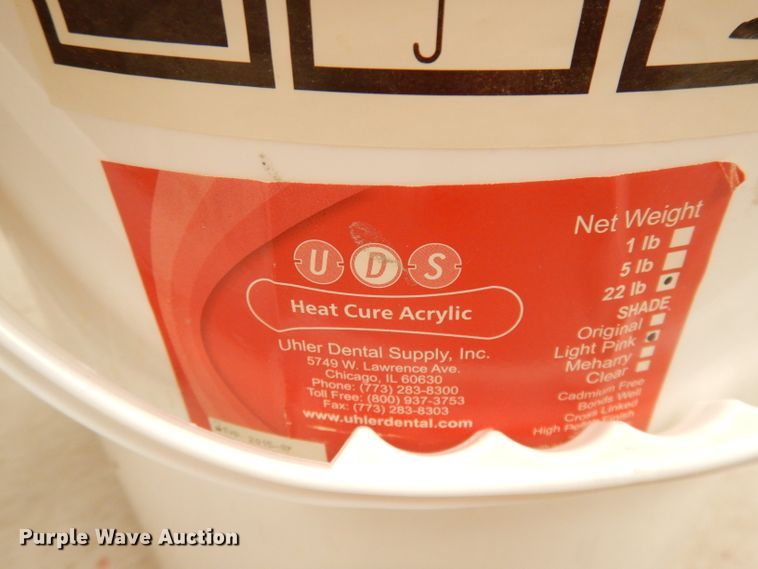 U D S
Heat Cure Acrylic
Uhler Dental Supply, Inc.
5749 W. Lawrence Ave.
Chicago, IL 60630
Phone: (773) 283-8300
Toll Free: (800) 937-3753
Fax: (773) 283-8303
www.uhlerdental.com
Net Weight
1 lb
5 lb
22 lb
SHADE
Original
Light Pink
Meharry
Clear
Cadmium Free
Bonds Well
Cross Linked
High Polish Finish
Purple Wave Auction